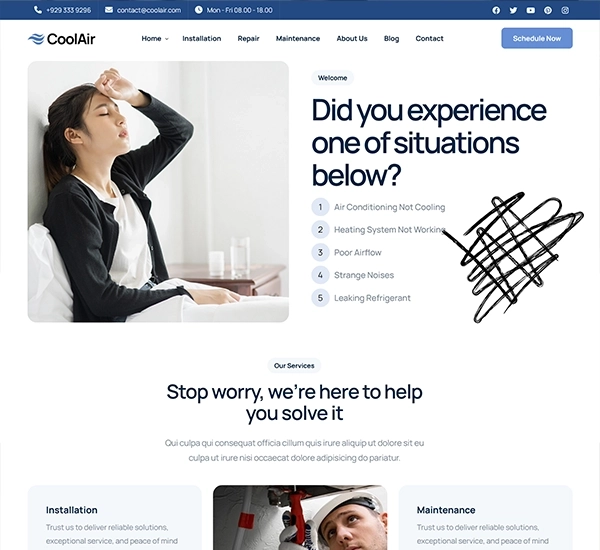 +929 333 9296
contact@coolair.com
Mon - Fri 08.00 - 18.00
CoolAir
Home
Installation
Repair
Maintenance
About Us
Blog
Contact
Schedule Now
Welcome
Did you experience
one of situations
below?
1 Air Conditioning Not Cooling
2 Heating System Not Working
3 Poor Airflow
4 Strange Noises
5 Leaking Refrigerant
Our Services
Stop worry, we're here to help
you solve it
Qui culpa qui consequat officia cillum quis irure aliquip ut dolore sit eu
culpa ut irure nisi occaecat dolore adipisicing do pariatur.
Installation
Trust us to deliver reliable solutions,
exceptional service, and peace of mind
Maintenance
Trust us to deliver reliable solutions,
exceptional service, and peace of mind